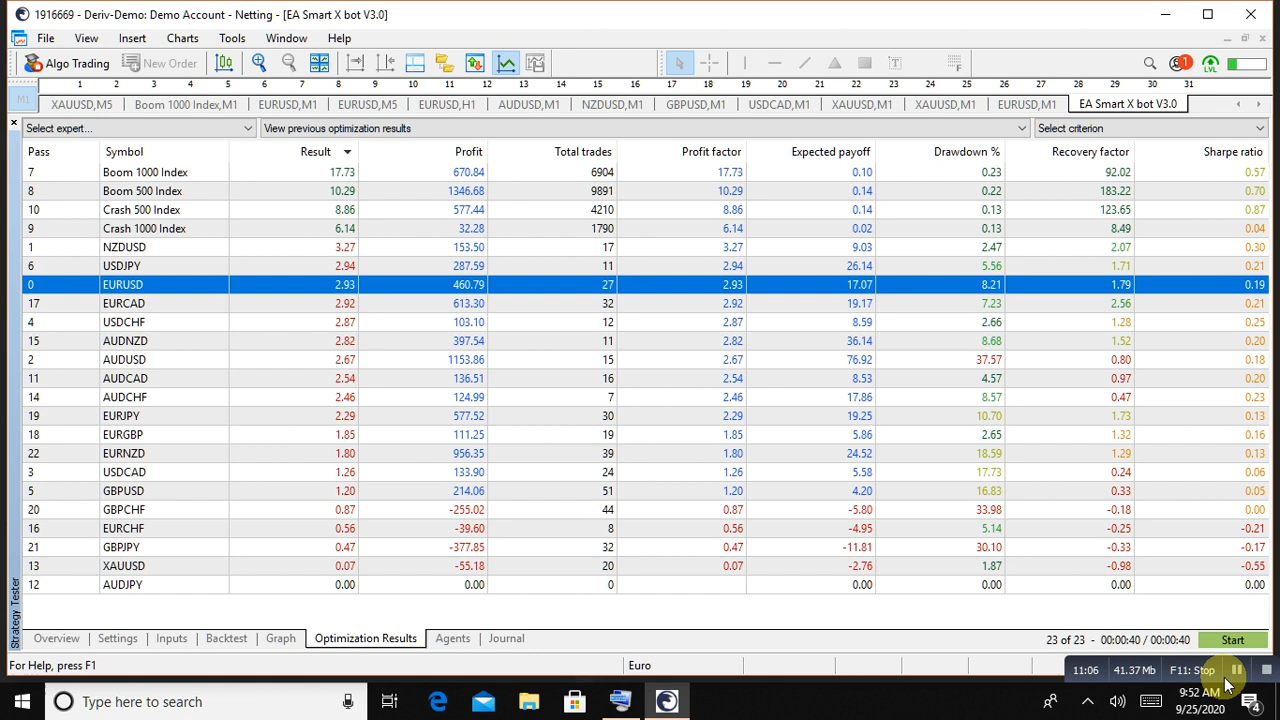 1916669 - Deriv-Demo: Demo Account - Netting - [EA Smart X bot V3.0]
File View Insert Charts Tools Window Help
Algo Trading New Order 1 LVL
1 2 3 4 5 6 7 8 9 10 11 12 13 14 15 16 17 18 19 20 21 22 23 24 25 26 27 28 29 30 31
M1 XAUUSD,M5 Boom 1000 Index,M1 EURUSD,M1 EURUSD,M5 EURUSD,H1 AUDUSD,M1 NZDUSD,M1 GBPUSD,M1 USDCAD,M1 XAUUSD,M1 XAUUSD,M1 EURUSD,M1 EA Smart X bot V3.0
Select expert... View previous optimization results Select criterion
Pass Symbol Result Profit Total trades Profit factor Expected payoff Drawdown % Recovery factor Sharpe ratio
7 Boom 1000 Index 17.73 670.84 6904 17.73 0.10 0.23 92.02 0.57
8 Boom 500 Index 10.29 1346.68 9891 10.29 0.14 0.22 183.22 0.70
10 Crash 500 Index 8.86 577.44 4210 8.86 0.14 0.13 123.65 0.87
9 Crash 1000 Index 6.14 32.28 1790 6.14 0.02 0.13 8.49 0.04
1 NZDUSD 3.27 153.50 17 3.27 9.03 2.47 2.07 0.30
6 USDJPY 2.94 287.59 11 2.94 26.14 5.56 1.71 0.21
0 EURUSD 2.93 460.79 27 2.93 17.07 8.21 1.79 0.19
17 EURCAD 2.92 613.30 32 2.92 19.17 7.23 2.56 0.21
4 USDCHF 2.87 103.10 12 2.87 8.59 2.66 1.28 0.25
15 AUDNZD 2.82 397.54 11 2.82 36.14 8.68 1.52 0.20
2 AUDUSD 2.67 1153.86 15 2.67 76.92 37.57 0.80 0.18
11 AUDCAD 2.54 136.51 16 2.54 8.53 4.57 0.97 0.20
14 AUDCHF 2.46 124.99 7 2.46 17.86 8.57 0.47 0.23
19 EURJPY 2.29 577.52 30 2.29 19.25 10.70 1.73 0.13
18 EURGBP 1.85 111.25 19 1.85 5.86 2.65 1.32 0.16
22 EURNZD 1.80 956.35 39 1.80 24.52 18.59 1.29 0.13
3 USDCAD 1.26 133.90 24 1.26 5.58 17.73 0.24 0.06
5 GBPUSD 1.20 214.06 51 1.20 4.20 16.83 0.33 0.05
20 GBPCHF 0.87 -255.02 44 0.87 -5.80 33.98 -0.18 0.00
16 EURCHF 0.56 -39.60 8 0.56 -4.95 5.14 -0.25 -0.21
21 GBPJPY 0.47 -377.85 32 0.47 -11.81 30.10 -0.33 -0.17
13 XAUUSD 0.07 -55.18 20 0.07 -2.76 1.87 -0.98 -0.55
12 AUDJPY 0.00 0.00 0 0.00 0.00 0.00 0.00
Strategy Tester
Overview Settings Inputs Backtest Graph Optimization Results Agents Journal 23 of 23 - 00:00:40 / 00:00:40 Start
For Help, press F1 Euro 11:06 41.37 Mb F11: Stop
Type here to search 9:52 AM
9/25/2020 4